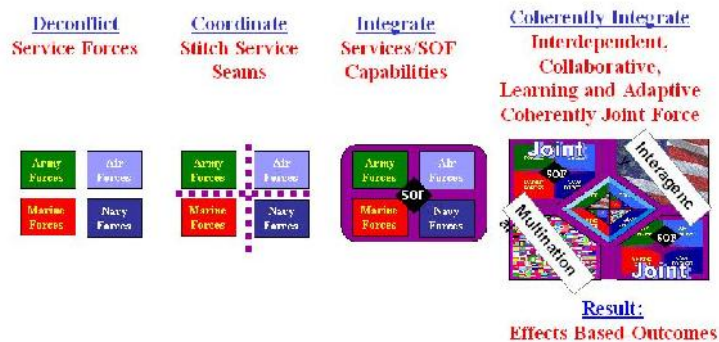 Deconflict
Service Forces
Coordinate
Stitch Service
Seams
Integrate
Services/SOF
Capabilities
Coherently Integrate
Interdependent,
Collaborative,
Learning and Adaptive
Coherently Joint Force
Army
Forces
Air
Forces
Marine
Forces
Navy
Forces
Army
Forces
Air
Forces
Marine
Forces
Navy
Forces
Army
Forces
Air
Forces
SOF
Marine
Forces
Navy
Forces
Joint
SOF
Interagenc
Multination
SOF
Joint
Result:
Effects Based Outcomes